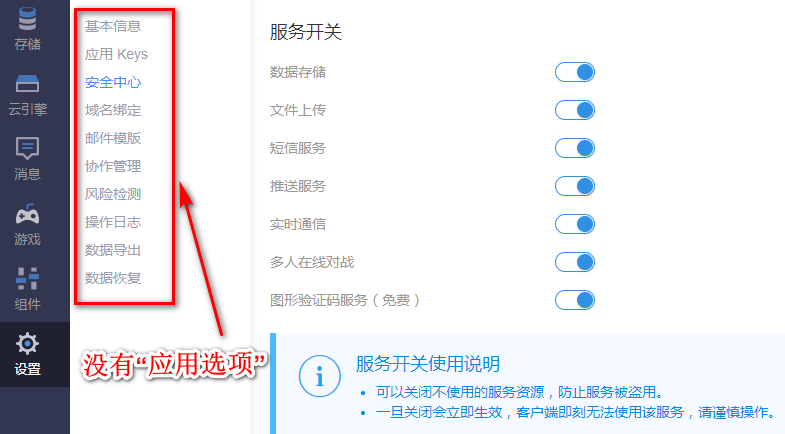 存储
云引擎
消息
游戏
组件
设置
基本信息
应用 Keys
安全中心
域名绑定
邮件模版
协作管理
风险检测
操作日志
数据导出
数据恢复
没有“应用选项”
服务开关
数据存储
文件上传
短信服务
推送服务
实时通信
多人在线对战
图形验证码服务（免费）
服务开关使用说明
• 可以关闭不使用的服务资源，防止服务被盗用。
• 一旦关闭会立即生效，客户端即刻无法使用该服务，请谨慎操作。